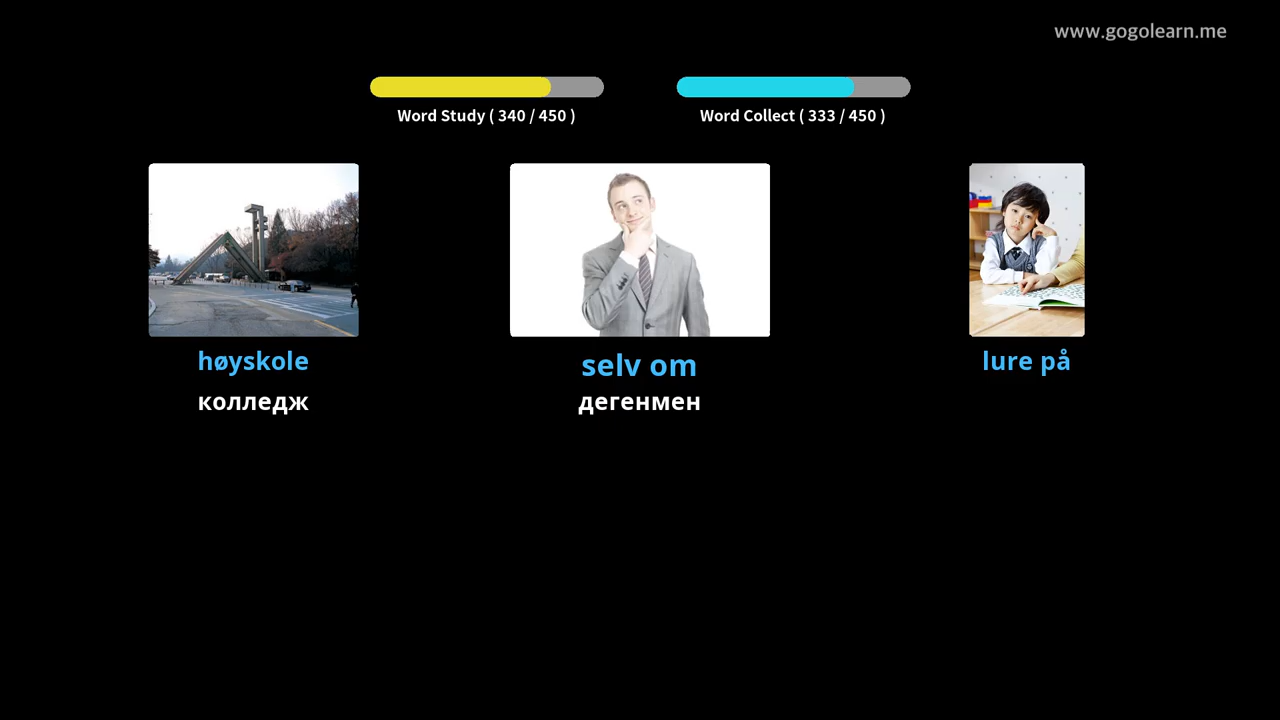 www.gogolearn.me
Word Study ( 340 / 450 )
Word Collect ( 333 / 450 )
høyskole
колледж
selv om
дегенмен
lure på